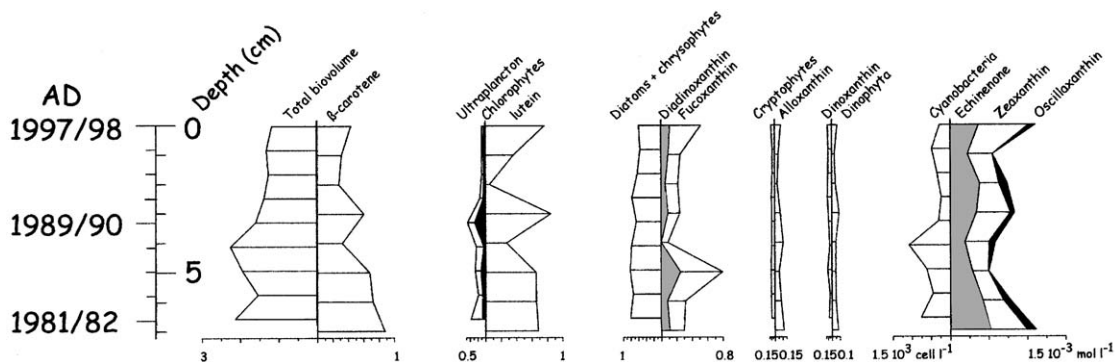 AD
Depth (cm)
Total biovolume
β-carotene
Ultraplancton
Chlorophytes
lutein
Diatoms + chrysophytes
Diadinoxanthin
Fucoxanthin
Cryptophytes
Alloxanthin
Dinoxanthin
Dinophyta
Cyanobacteria
Echinenone
Zeaxanthin
Oscillaxanthin
1997/98 0
1989/90
5
1981/82
3 1 0.5 1 1 0.8 0.15 0.15 0.15 0.1 1.5 10³ cell l⁻¹ 1.5 10⁻³ mol l⁻¹